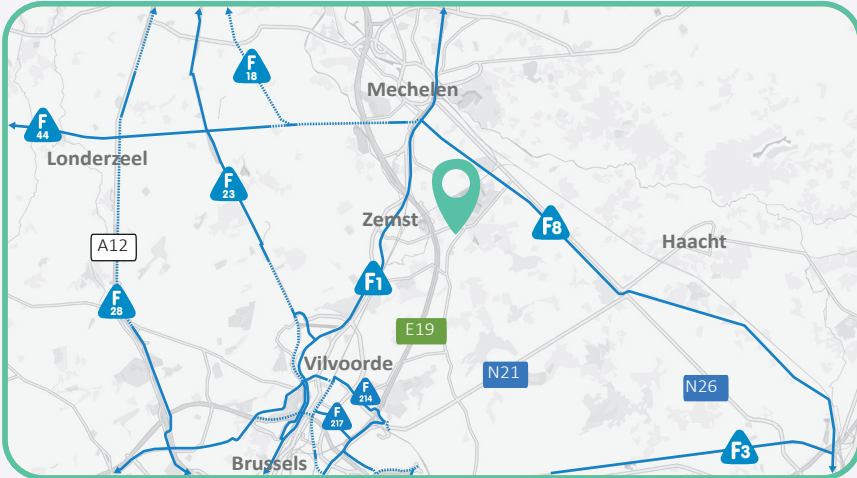 F
18
Mechelen
F
44
Londerzeel
F
23
Zemst
F8
Haacht
A12
F1
F
28
E19
Vilvoorde
N21
N26
F
214
F
217
Brussels
F3